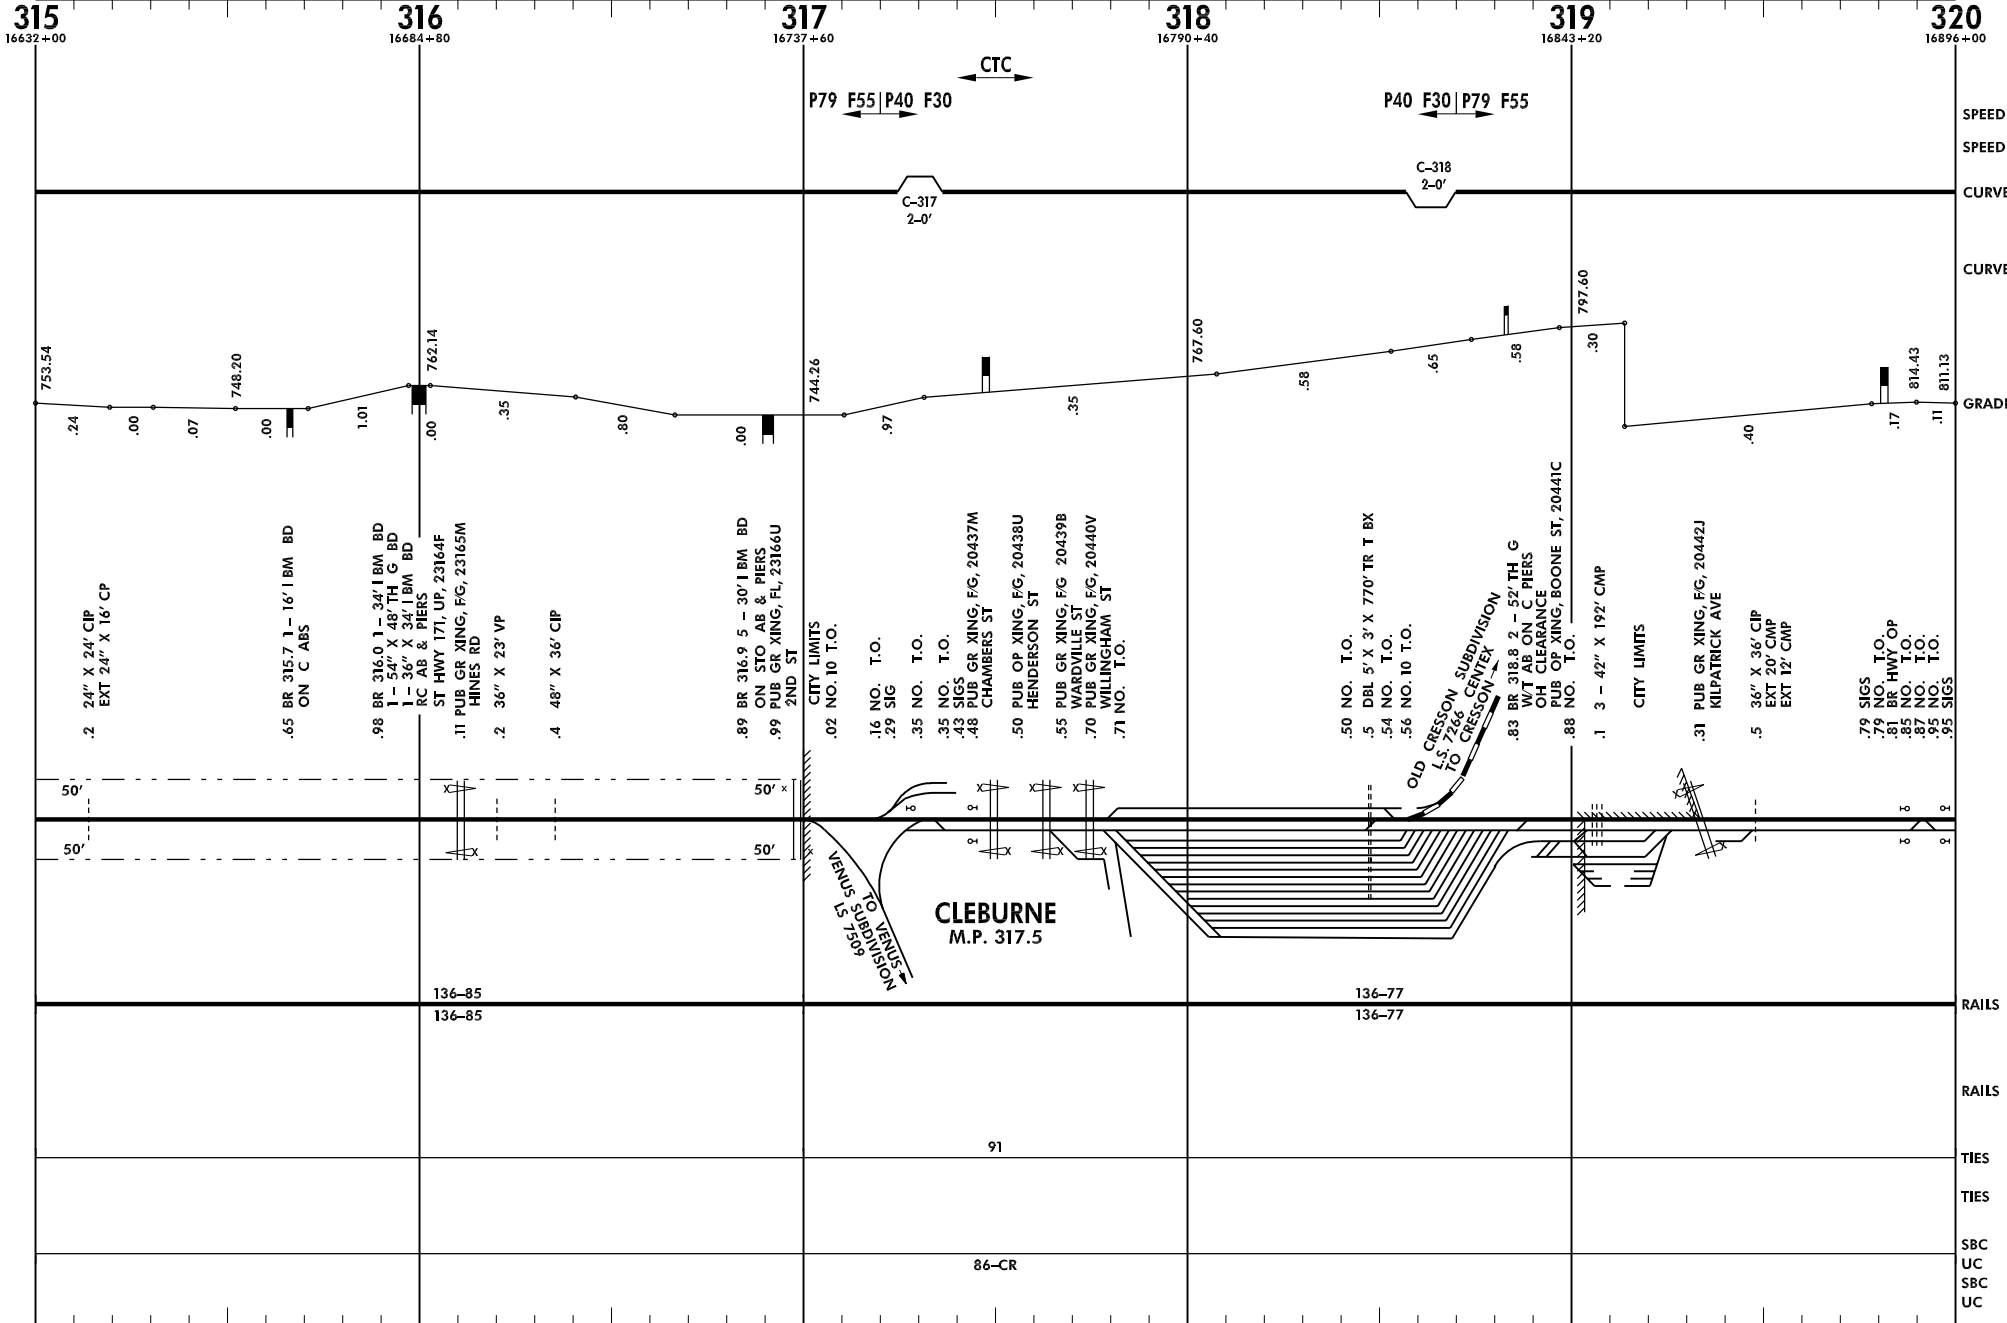 315 316 317 318 319 320
16632+00 16684+80 16737+60 16790+40 16843+20 16896+00
CTC
P79 F55 P40 F30 P40 F30 P79 F55
SPEED
SPEED
C–317
2–0′
C–318
2–0′
CURVE
CURVE
753.54
748.20
762.14
744.26
767.60
797.60
814.43
811.13
.24
.00
.07
.00
1.01
.00
.35
.80
.00
.97
.35
.58
.65
.58
.30
.40
.17
.11
GRADE
.2 24″ X 24′ CIP
EXT 24″ X 16′ CP
.65 BR 315.7 1 – 16′ I BM BD
ON C ABS
.98 BR 316.0 1 – 34′ I BM BD
1 – 54″ X 48′ TH G BD
1 – 36″ X 34′ I BM BD
RC AB & PIERS
ST HWY 171, UP, 23164F
.11 PUB GR XING, F/G, 23165M
HINES RD
.2 36″ X 23′ VP
.4 48″ X 36′ CIP
.89 BR 316.9 5 – 30′ I BM BD
ON STO AB & PIERS
.99 PUB GR XING, FL, 23166U
2ND ST
CITY LIMITS
.02 NO. 10 T.O.
.16 NO. T.O.
.29 SIG
.35 NO. T.O.
.35 NO. T.O.
.43 SIGS
.48 PUB GR XING, F/G, 20437M
CHAMBERS ST
.50 PUB OP XING, F/G, 20438U
HENDERSON ST
.55 PUB GR XING, F/G 20439B
WARDVILLE ST
.70 PUB GR XING, F/G, 20440V
WILLINGHAM ST
.71 NO. T.O.
.50 NO. T.O.
.5 DBL 5′ X 3′ X 770′ TR T BX
.54 NO. T.O.
.56 NO. 10 T.O.
OLD CRESSON SUBDIVISION
L.S. 7266 CENTEX
TO CRESSON
.83 BR 318.8 2 – 52′ TH G
W/T AB ON C PIERS
OH CLEARANCE
PUB OP XING, BOONE ST, 20441C
.88 NO. T.O.
.1 3 – 42″ X 192′ CMP
CITY LIMITS
.31 PUB GR XING, F/G, 20442J
KILPATRICK AVE
.5 36″ X 36′ CIP
EXT 20′ CMP
EXT 12′ CMP
.79 SIGS
.79 NO. T.O.
.81 BR HWY OP
.85 NO. T.O.
.87 NO. T.O.
.95 NO. T.O.
.95 SIGS
50′ 50′ x
50′ 50′ x
X X X X X
X X X X X
TO VENUS
VENUS SUBDIVISION
LS 7509
CLEBURNE
M.P. 317.5
136–85 136–77
RAILS
136–85 136–77
RAILS
91
TIES
TIES
SBC
86–CR
UC
SBC
UC